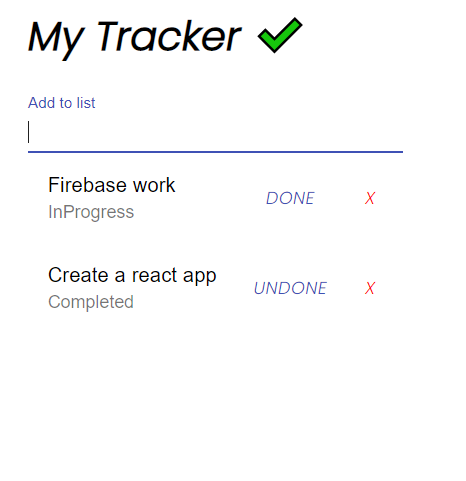 My Tracker ✔
Add to list
Firebase work
InProgress
DONE X
Create a react app
Completed
UNDONE X